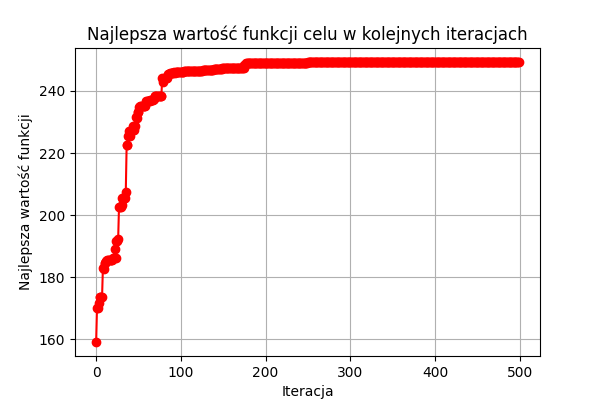 Najlepsza wartość funkcji celu w kolejnych iteracjach
Najlepsza wartość funkcji
240
220
200
180
160
0 100 200 300 400 500
Iteracja